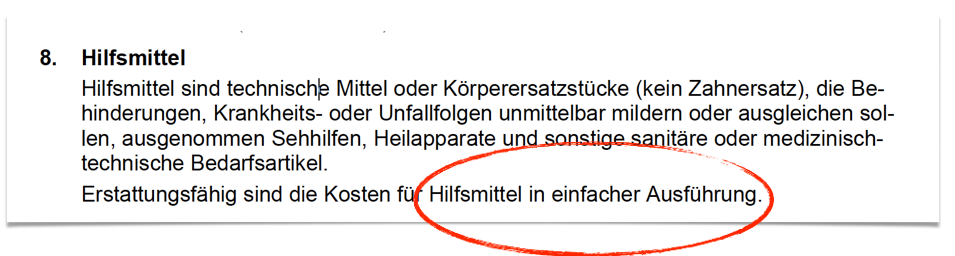 8. Hilfsmittel
Hilfsmittel sind technische Mittel oder Körperersatzstücke (kein Zahnersatz), die Be-
hinderungen, Krankheits- oder Unfallfolgen unmittelbar mildern oder ausgleichen sol-
len, ausgenommen Sehhilfen, Heilapparate und sonstige sanitäre oder medizinisch-
technische Bedarfsartikel.
Erstattungsfähig sind die Kosten für Hilfsmittel in einfacher Ausführung.